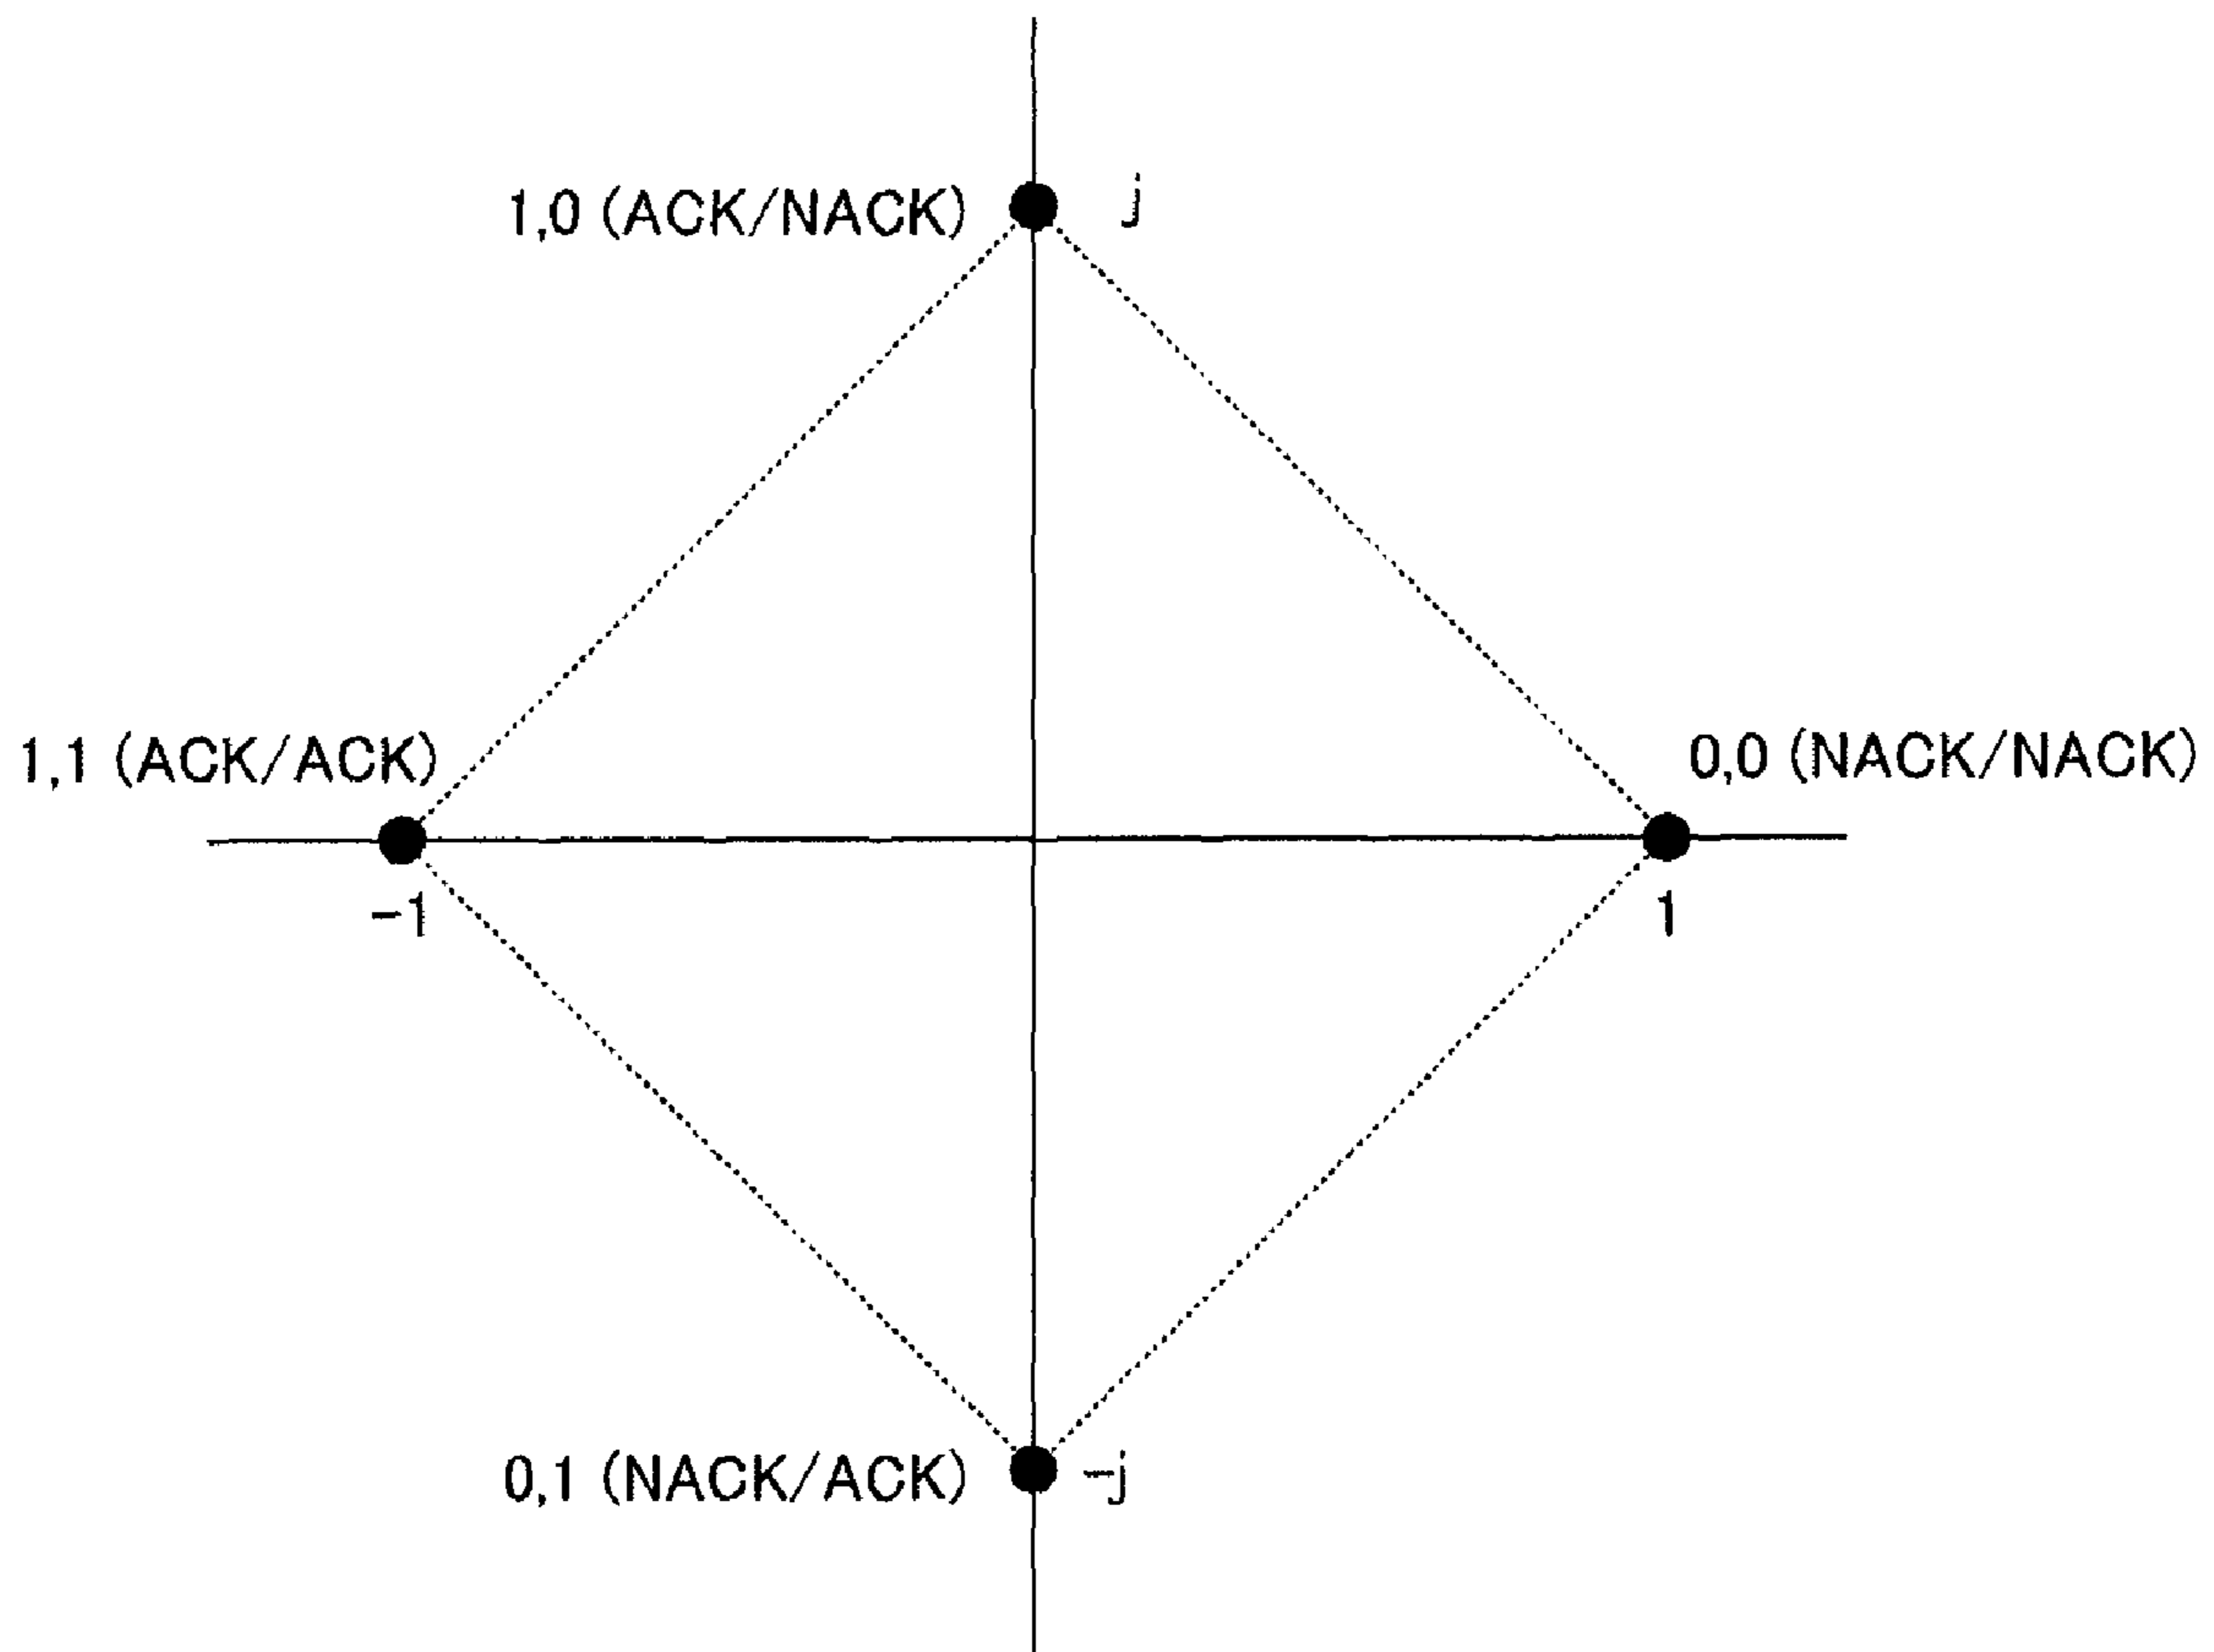 1,0 (ACK/NACK)
j
1,1 (ACK/ACK)
0,0 (NACK/NACK)
-1
1
0,1 (NACK/ACK)
-j